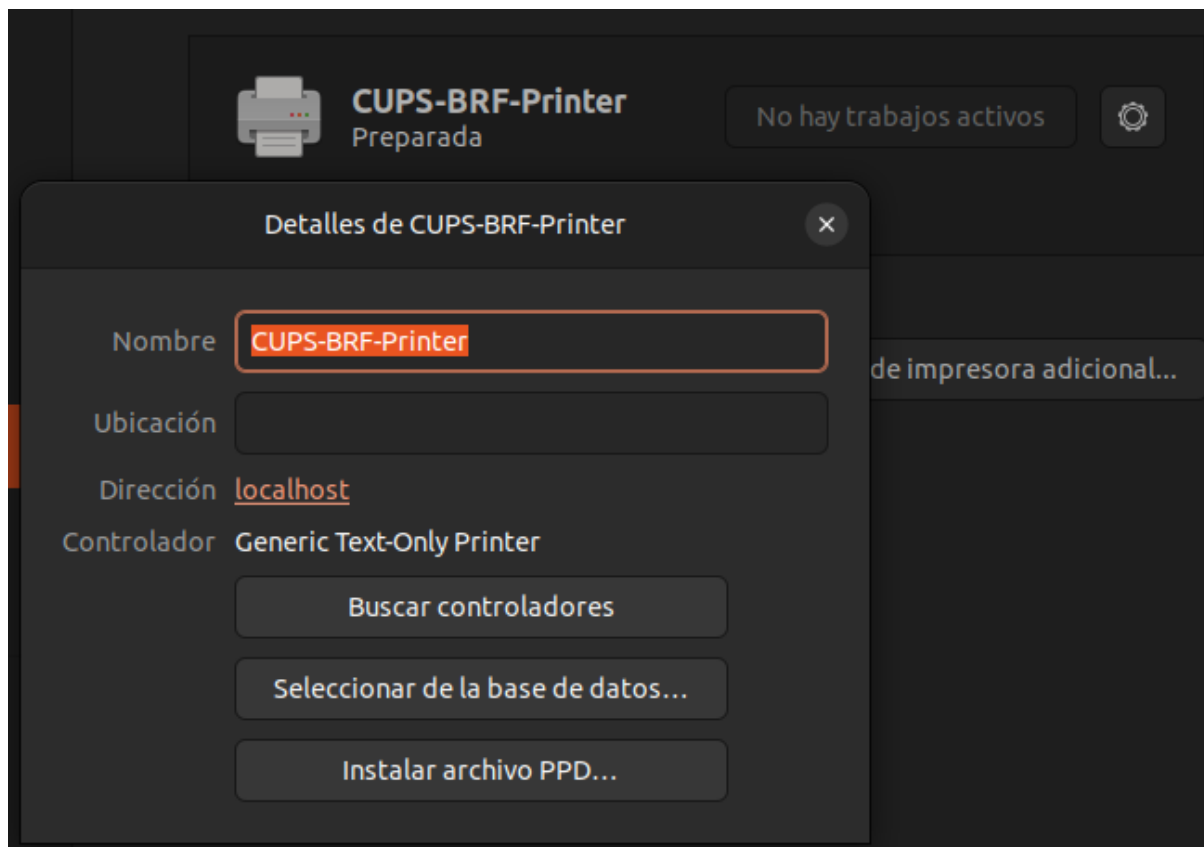 CUPS-BRF-Printer
Preparada
No hay trabajos activos
Detalles de CUPS-BRF-Printer
Nombre
CUPS-BRF-Printer
de impresora adicional...
Ubicación
Dirección
localhost
Controlador
Generic Text-Only Printer
Buscar controladores
Seleccionar de la base de datos...
Instalar archivo PPD...